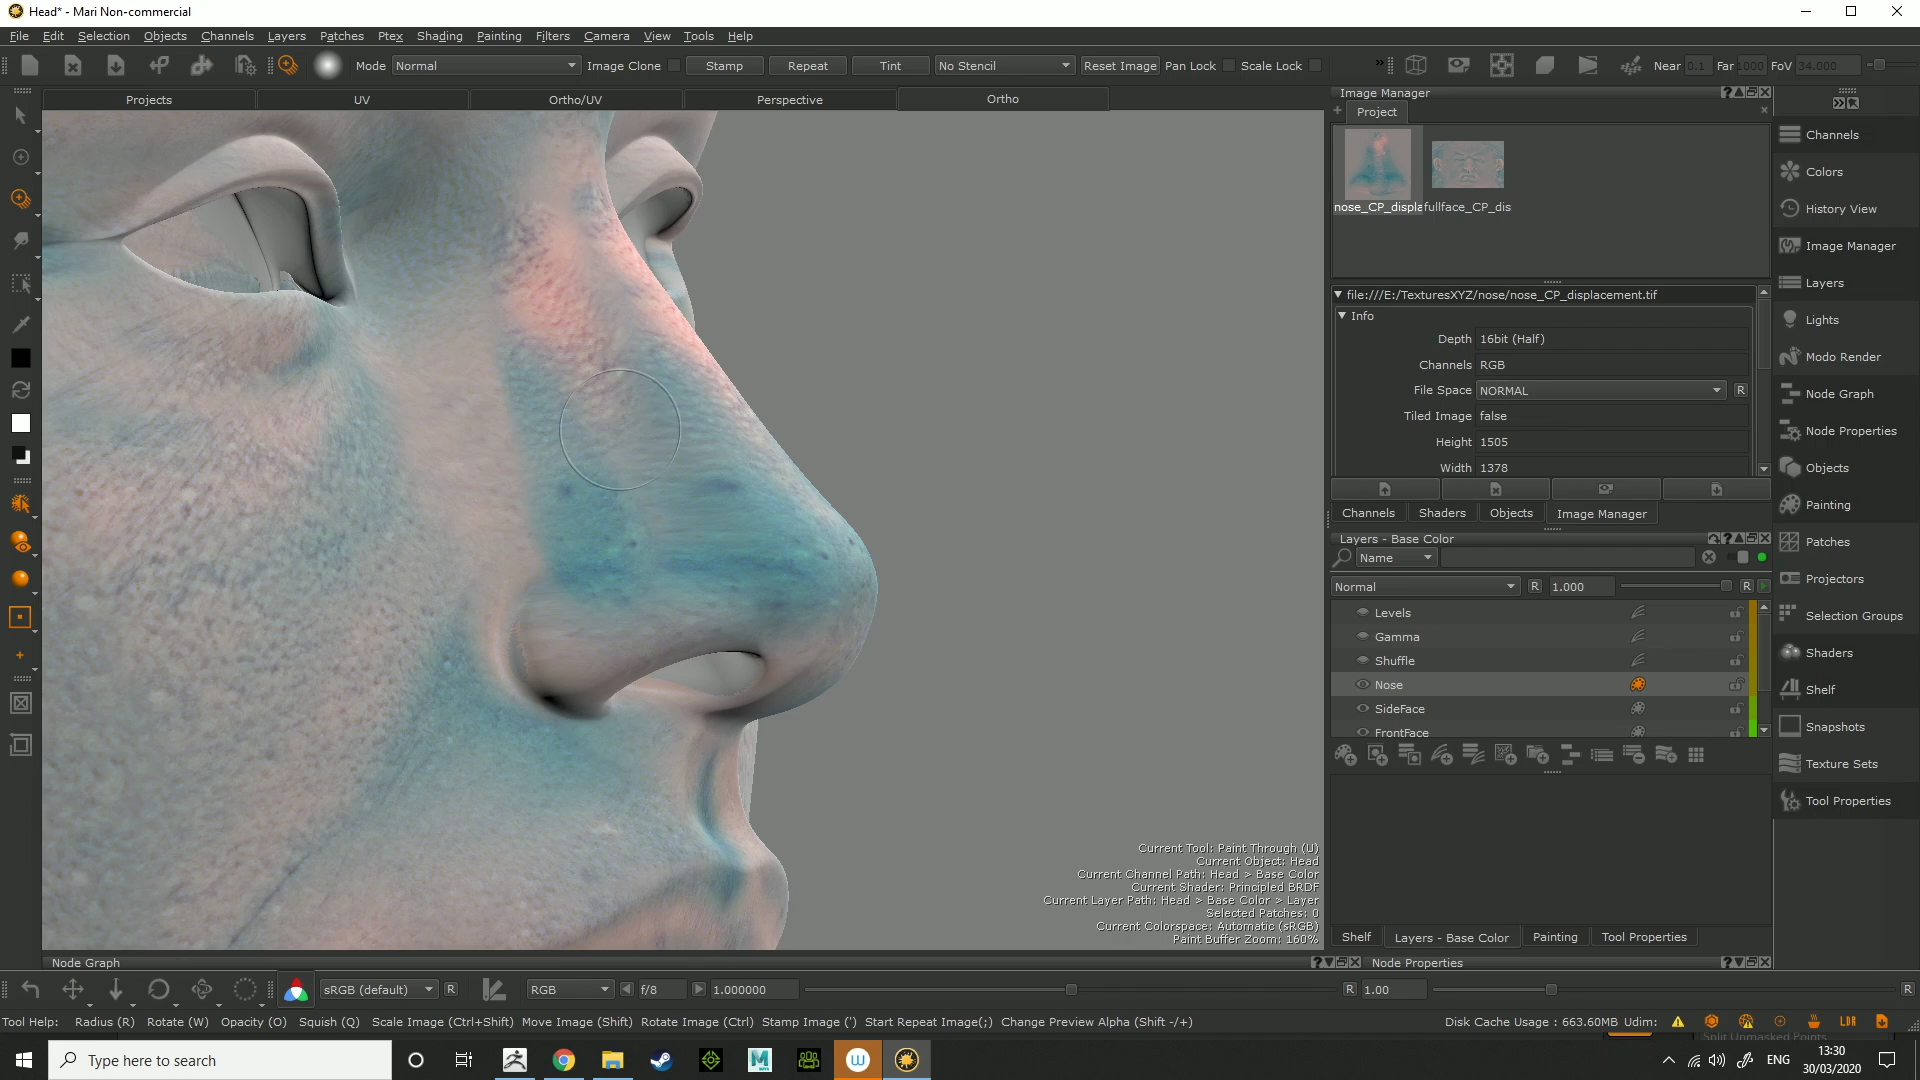 Head* - Mari Non-commercial
File Edit Selection Objects Channels Layers Patches Ptex Shading Painting Filters Camera View Tools Help
Mode Normal Image Clone Stamp Repeat Tint No Stencil Reset Image Pan Lock Scale Lock » Near 0.1 Far 1000 FoV 34.000
Projects UV Ortho/UV Perspective Ortho
Image Manager
Project
nose_CP_displa fullface_CP_dis
file:///E:/TexturesXYZ/nose/nose_CP_displacement.tif
Info
Depth 16bit (Half)
Channels RGB
File Space NORMAL R
Tiled Image false
Height 1505
Width 1378
Channels Shaders Objects Image Manager
Layers - Base Color
Name
Normal R 1.000 R
Levels
Gamma
Shuffle
Nose
SideFace
FrontFace
Shelf Layers - Base Color Painting Tool Properties
Channels
Colors
History View
Image Manager
Layers
Lights
Modo Render
Node Graph
Node Properties
Objects
Painting
Patches
Projectors
Selection Groups
Shaders
Shelf
Snapshots
Texture Sets
Tool Properties
Current Tool: Paint Through (U)
Current Object: Head
Current Channel Path: Head > Base Color
Current Shader: Principled BRDF
Current Layer Path: Head > Base Color > Layer
Selected Patches: 0
Current Colorspace: Automatic (sRGB)
Paint Buffer Zoom: 160%
Node Graph Node Properties
sRGB (default) R RGB f/8 1.000000 R 1.00 R
Tool Help: Radius (R) Rotate (W) Opacity (O) Squish (Q) Scale Image (Ctrl+Shift) Move Image (Shift) Rotate Image (Ctrl) Stamp Image (') Start Repeat Image(;) Change Preview Alpha (Shift -/+) Disk Cache Usage : 663.60MB Udim: LDR
Split Unmasked Points
Type here to search ENG 13:30
30/03/2020